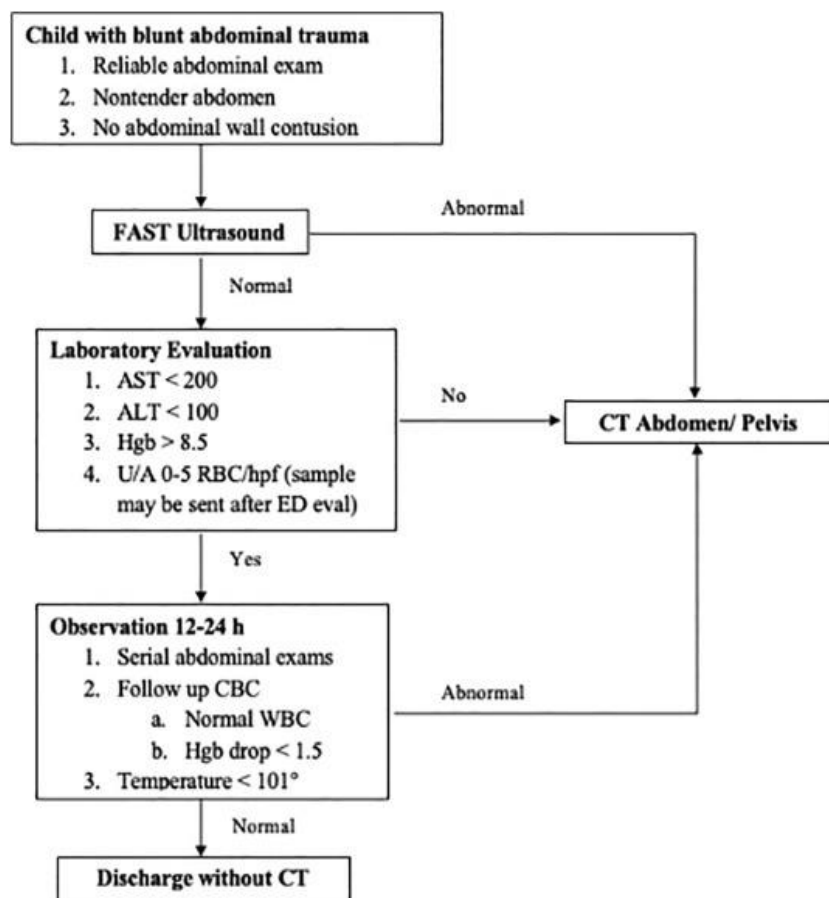 Child with blunt abdominal trauma
1. Reliable abdominal exam
2. Nontender abdomen
3. No abdominal wall contusion
Abnormal
FAST Ultrasound
Normal
Laboratory Evaluation
1. AST < 200
2. ALT < 100
3. Hgb > 8.5
4. U/A 0-5 RBC/hpf (sample
may be sent after ED eval)
No
CT Abdomen/ Pelvis
Yes
Observation 12-24 h
1. Serial abdominal exams
2. Follow up CBC
a. Normal WBC
b. Hgb drop < 1.5
3. Temperature < 101°
Abnormal
Normal
Discharge without CT